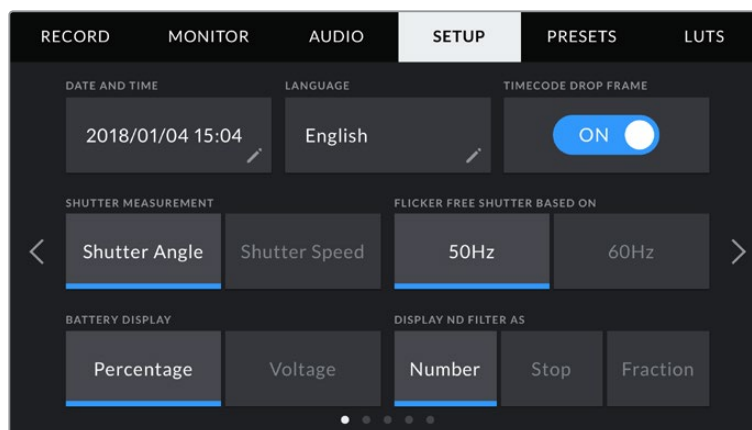 RECORD MONITOR AUDIO SETUP PRESETS LUTS
DATE AND TIME LANGUAGE TIMECODE DROP FRAME
2018/01/04 15:04 English ON
SHUTTER MEASUREMENT FLICKER FREE SHUTTER BASED ON
Shutter Angle Shutter Speed 50Hz 60Hz
BATTERY DISPLAY DISPLAY ND FILTER AS
Percentage Voltage Number Stop Fraction